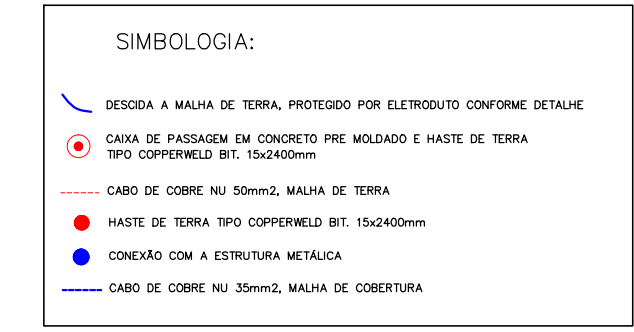 SIMBOLOGIA:
DESCIDA A MALHA DE TERRA, PROTEGIDO POR ELETRODUTO CONFORME DETALHE
CAIXA DE PASSAGEM EM CONCRETO PRE MOLDADO E HASTE DE TERRA
TIPO COPPERWELD BIT. 15x2400mm
CABO DE COBRE NU 50mm2, MALHA DE TERRA
HASTE DE TERRA TIPO COPPERWELD BIT. 15x2400mm
CONEXÃO COM A ESTRUTURA METÁLICA
CABO DE COBRE NU 35mm2, MALHA DE COBERTURA